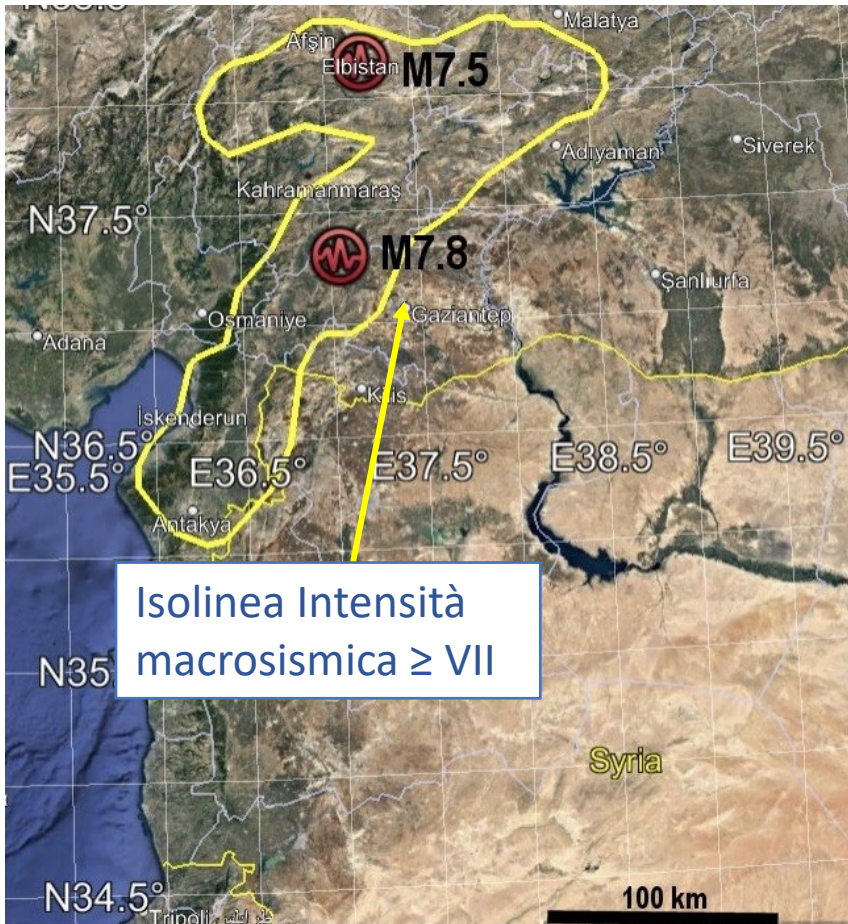 Malatya
Afşin
Elbistan
M7.5
Adıyaman
Siverek
Kahramanmaraş
N37.5°
M7.8
Şanlıurfa
Gaziantep
Osmaniye
Adana
Kilis
İskenderun
N36.5°
E35.5°
E36.5°
E37.5°
E38.5°
E39.5°
Antakya
Isolinea Intensità
macrosismica ≥ VII
N35.
Syria
N34.5°
Tripoli
100 km